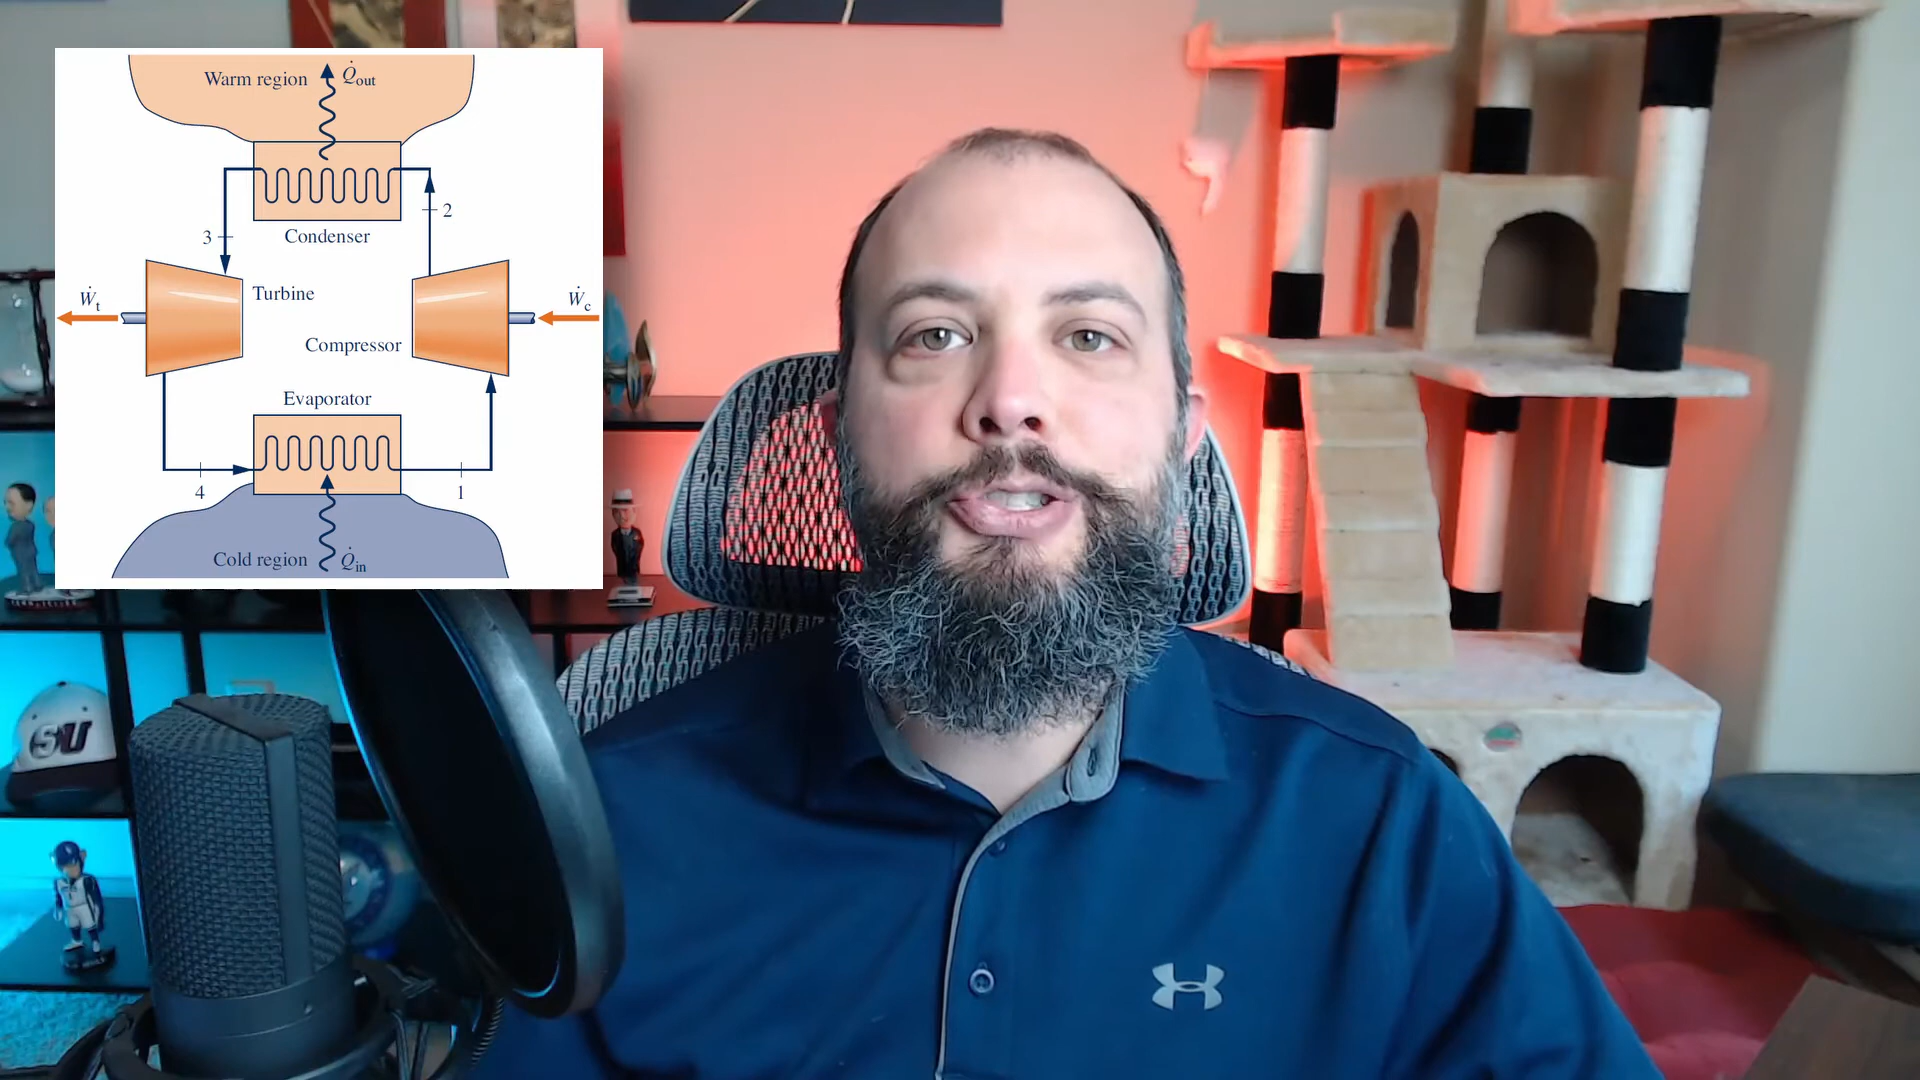 Warm region
Q̇out
2
Condenser
3
Turbine
Ẇt
Ẇc
Compressor
Evaporator
4
1
Cold region
Q̇in
SU